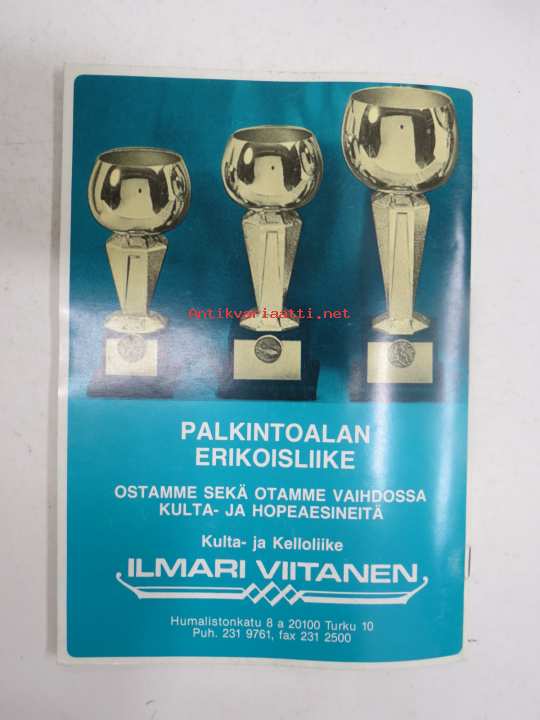 Antikvariaatti.net
PALKINTOALAN
ERIKOISLIIKE
OSTAMME SEKÄ OTAMME VAIHDOSSA
KULTA- JA HOPEAESINEITÄ
Kulta- ja Kelloliike
ILMARI VIITANEN
Humalistonkatu 8 a 20100 Turku 10
Puh. 231 9761, fax 231 2500